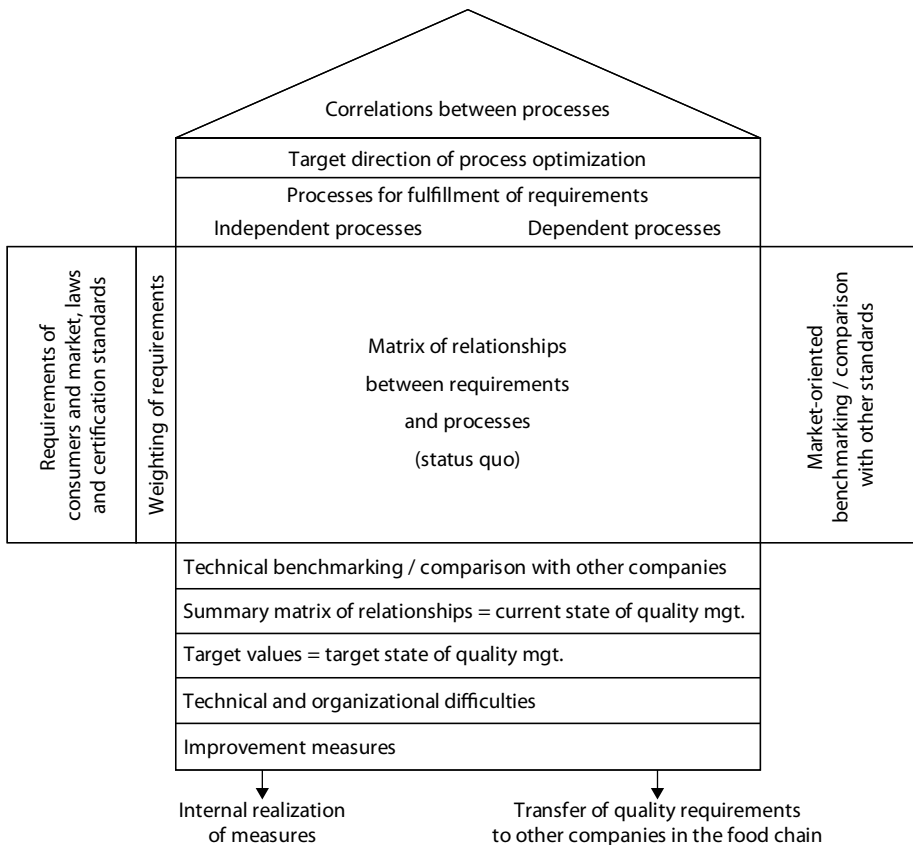 Correlations between processes
Target direction of process optimization
Processes for fulfillment of requirements
Independent processes
Dependent processes
Requirements of
consumers and market, laws
and certification standards
Weighting of requirements
Matrix of relationships
between requirements
and processes
(status quo)
Market-oriented
benchmarking / comparison
with other standards
Technical benchmarking / comparison with other companies
Summary matrix of relationships = current state of quality mgt.
Target values = target state of quality mgt.
Technical and organizational difficulties
Improvement measures
Internal realization
of measures
Transfer of quality requirements
to other companies in the food chain